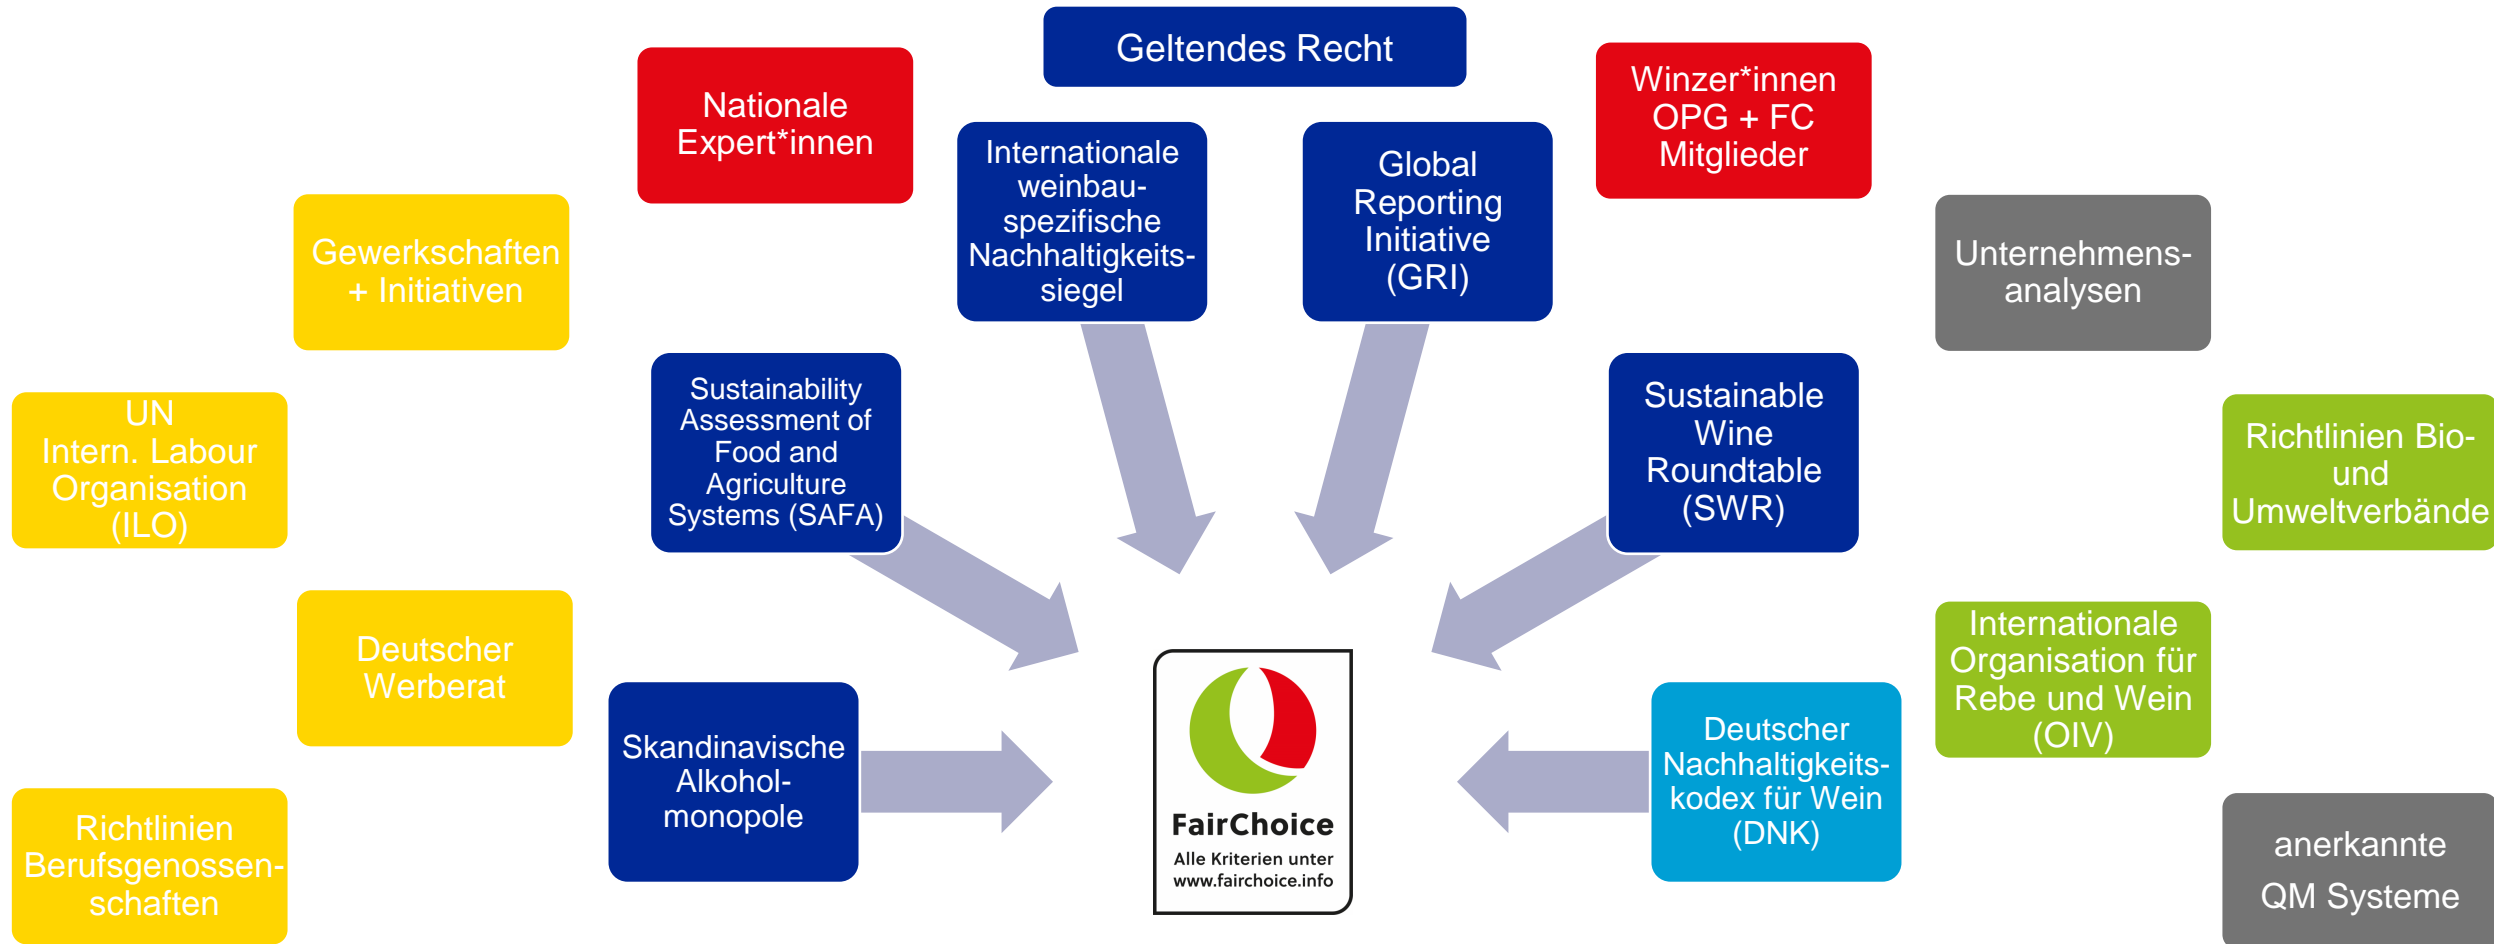 Geltendes Recht
Nationale
Expert*innen
Winzer*innen
OPG + FC
Mitglieder
Internationale
weinbau-
spezifische
Nachhaltigkeits-
siegel
Global
Reporting
Initiative
(GRI)
Gewerkschaften
+ Initiativen
Unternehmens-
analysen
Sustainability
Assessment of
Food and
Agriculture
Systems (SAFA)
Sustainable
Wine
Roundtable
(SWR)
UN
Intern. Labour
Organisation
(ILO)
Richtlinien Bio-
und
Umweltverbände
Deutscher
Werberat
Internationale
Organisation für
Rebe und Wein
(OIV)
Skandinavische
Alkohol-
monopole
Deutscher
Nachhaltigkeits-
kodex für Wein
(DNK)
FairChoice
Alle Kriterien unter
www.fairchoice.info
Richtlinien
Berufsgenossen-
schaften
anerkannte
QM Systeme